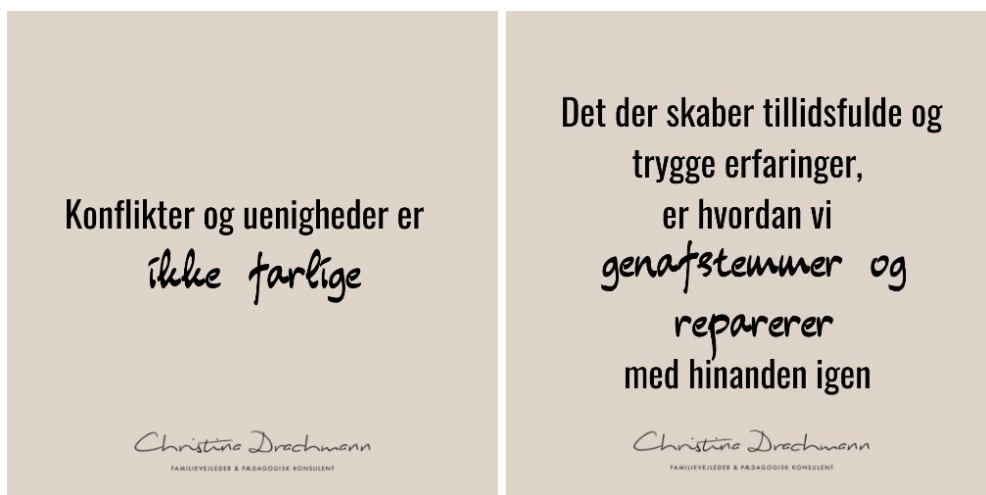 Konflikter og uenigheder er
ikke farlige
Christina Drachmann
FAMILIEVEJLEDER & PÆDAGOGISK KONSULENT
Det der skaber tillidsfulde og
trygge erfaringer,
er hvordan vi
genafstemmer og
reparerer
med hinanden igen
Christina Drachmann
FAMILIEVEJLEDER & PÆDAGOGISK KONSULENT